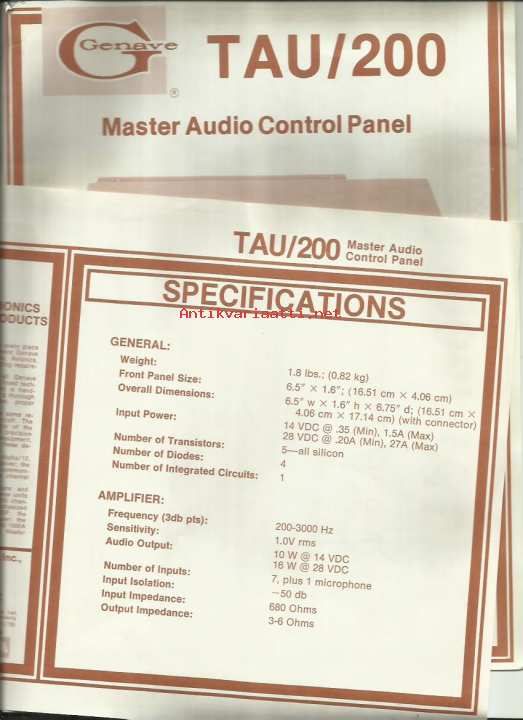 Genave
®
TAU/200
Master Audio Control Panel
TAU/200 Master Audio
Control Panel
SPECIFICATIONS
Antikvariaatti.net
GENERAL:
Weight: 1.8 lbs.; (0.82 kg)
Front Panel Size: 6.5" × 1.6"; (16.51 cm × 4.06 cm)
Overall Dimensions: 6.5" w × 1.6" h × 6.75" d; (16.51 cm ×
4.06 cm × 17.14 cm) (with connector)
Input Power: 14 VDC @ .35 (Min), 1.5A (Max)
28 VDC @ .20A (Min), 27A (Max)
Number of Transistors: 5—all silicon
Number of Diodes: 4
Number of Integrated Circuits: 1
AMPLIFIER:
Frequency (3db pts): 200-3000 Hz
Sensitivity: 1.0V rms
Audio Output: 10 W @ 14 VDC
16 W @ 28 VDC
Number of Inputs: 7, plus 1 microphone
Input Isolation: −50 db
Input Impedance: 680 Ohms
Output Impedance: 3-6 Ohms